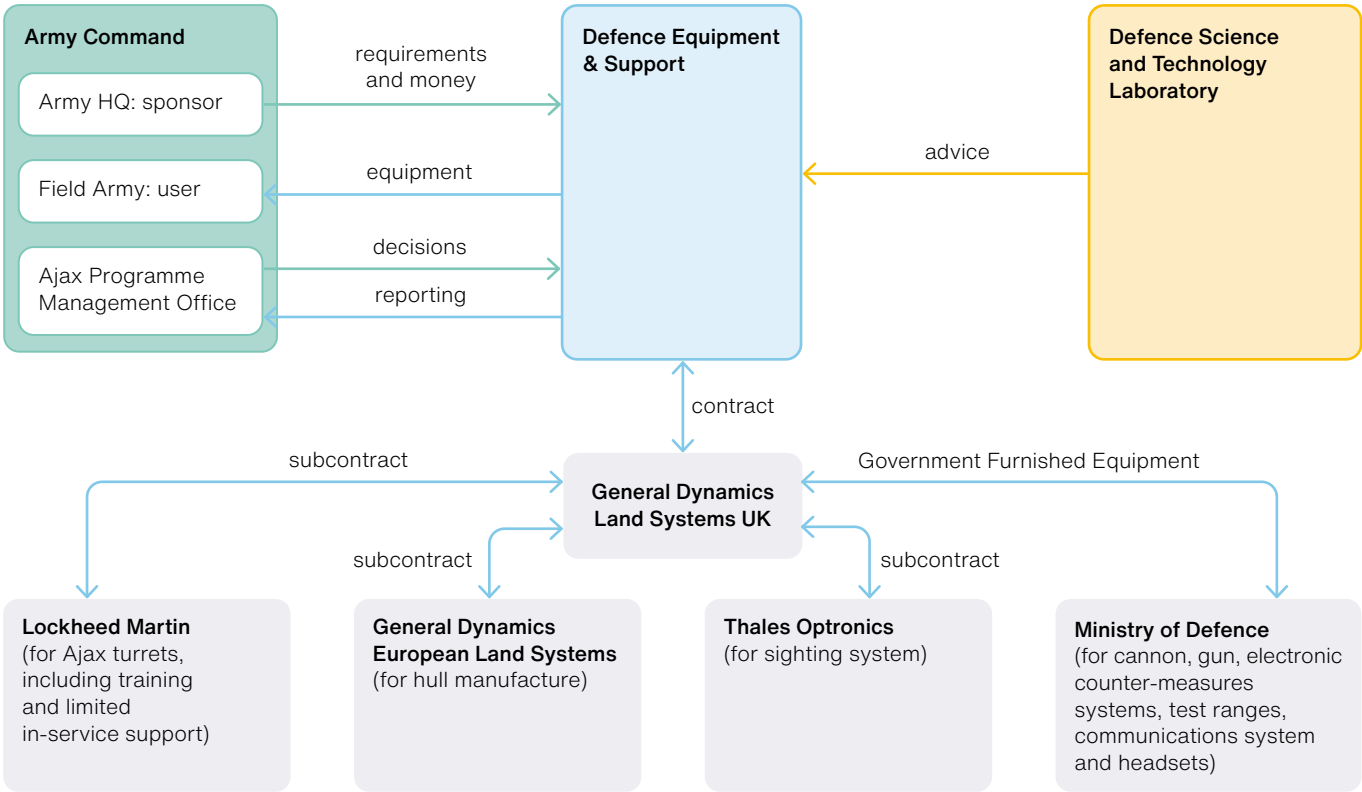 Army Command
Army HQ: sponsor
Field Army: user
Ajax Programme
Management Office
requirements
and money
equipment
decisions
reporting
Defence Equipment
& Support
advice
Defence Science
and Technology
Laboratory
contract
subcontract
Government Furnished Equipment
General Dynamics
Land Systems UK
subcontract
subcontract
Lockheed Martin
(for Ajax turrets,
including training
and limited
in-service support)
General Dynamics
European Land Systems
(for hull manufacture)
Thales Optronics
(for sighting system)
Ministry of Defence
(for cannon, gun, electronic
counter-measures
systems, test ranges,
communications system
and headsets)